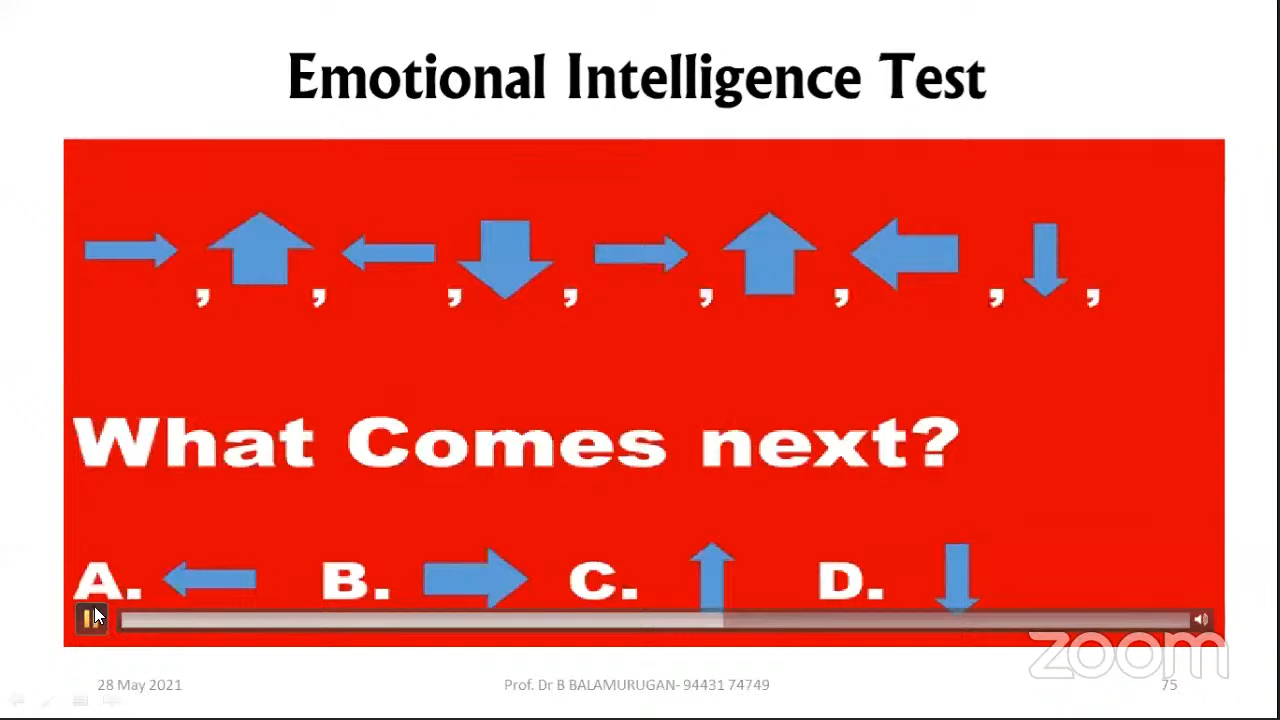 Emotional Intelligence Test
, , , , , , , ,
What Comes next?
A. B. C. D.
zoom
28 May 2021 Prof. Dr B BALAMURUGAN- 94431 74749 75